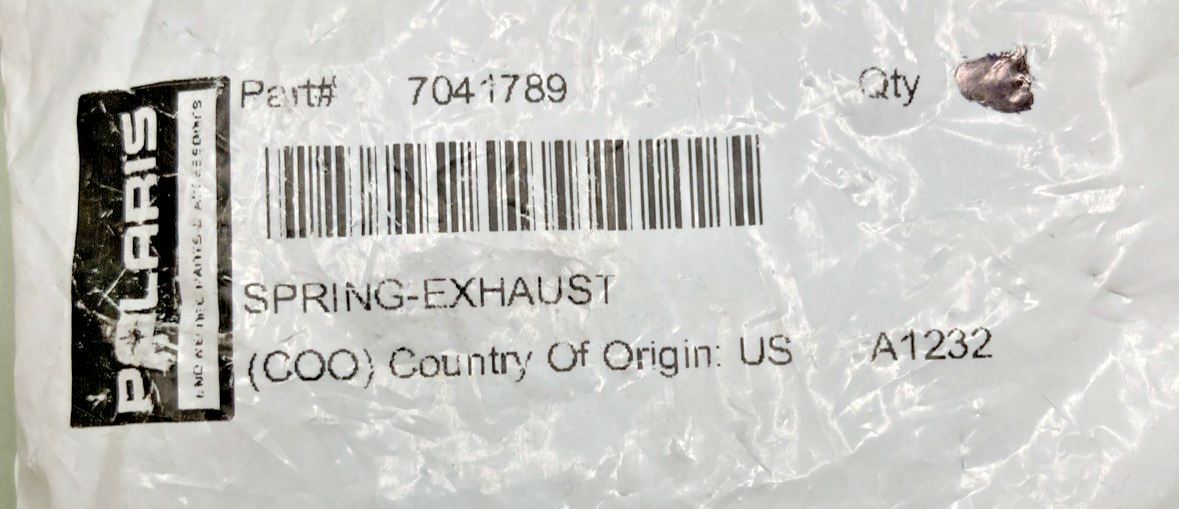 POLARIS
Part# 7041789 Qty
SPRING-EXHAUST
(COO) Country Of Origin: US A1232